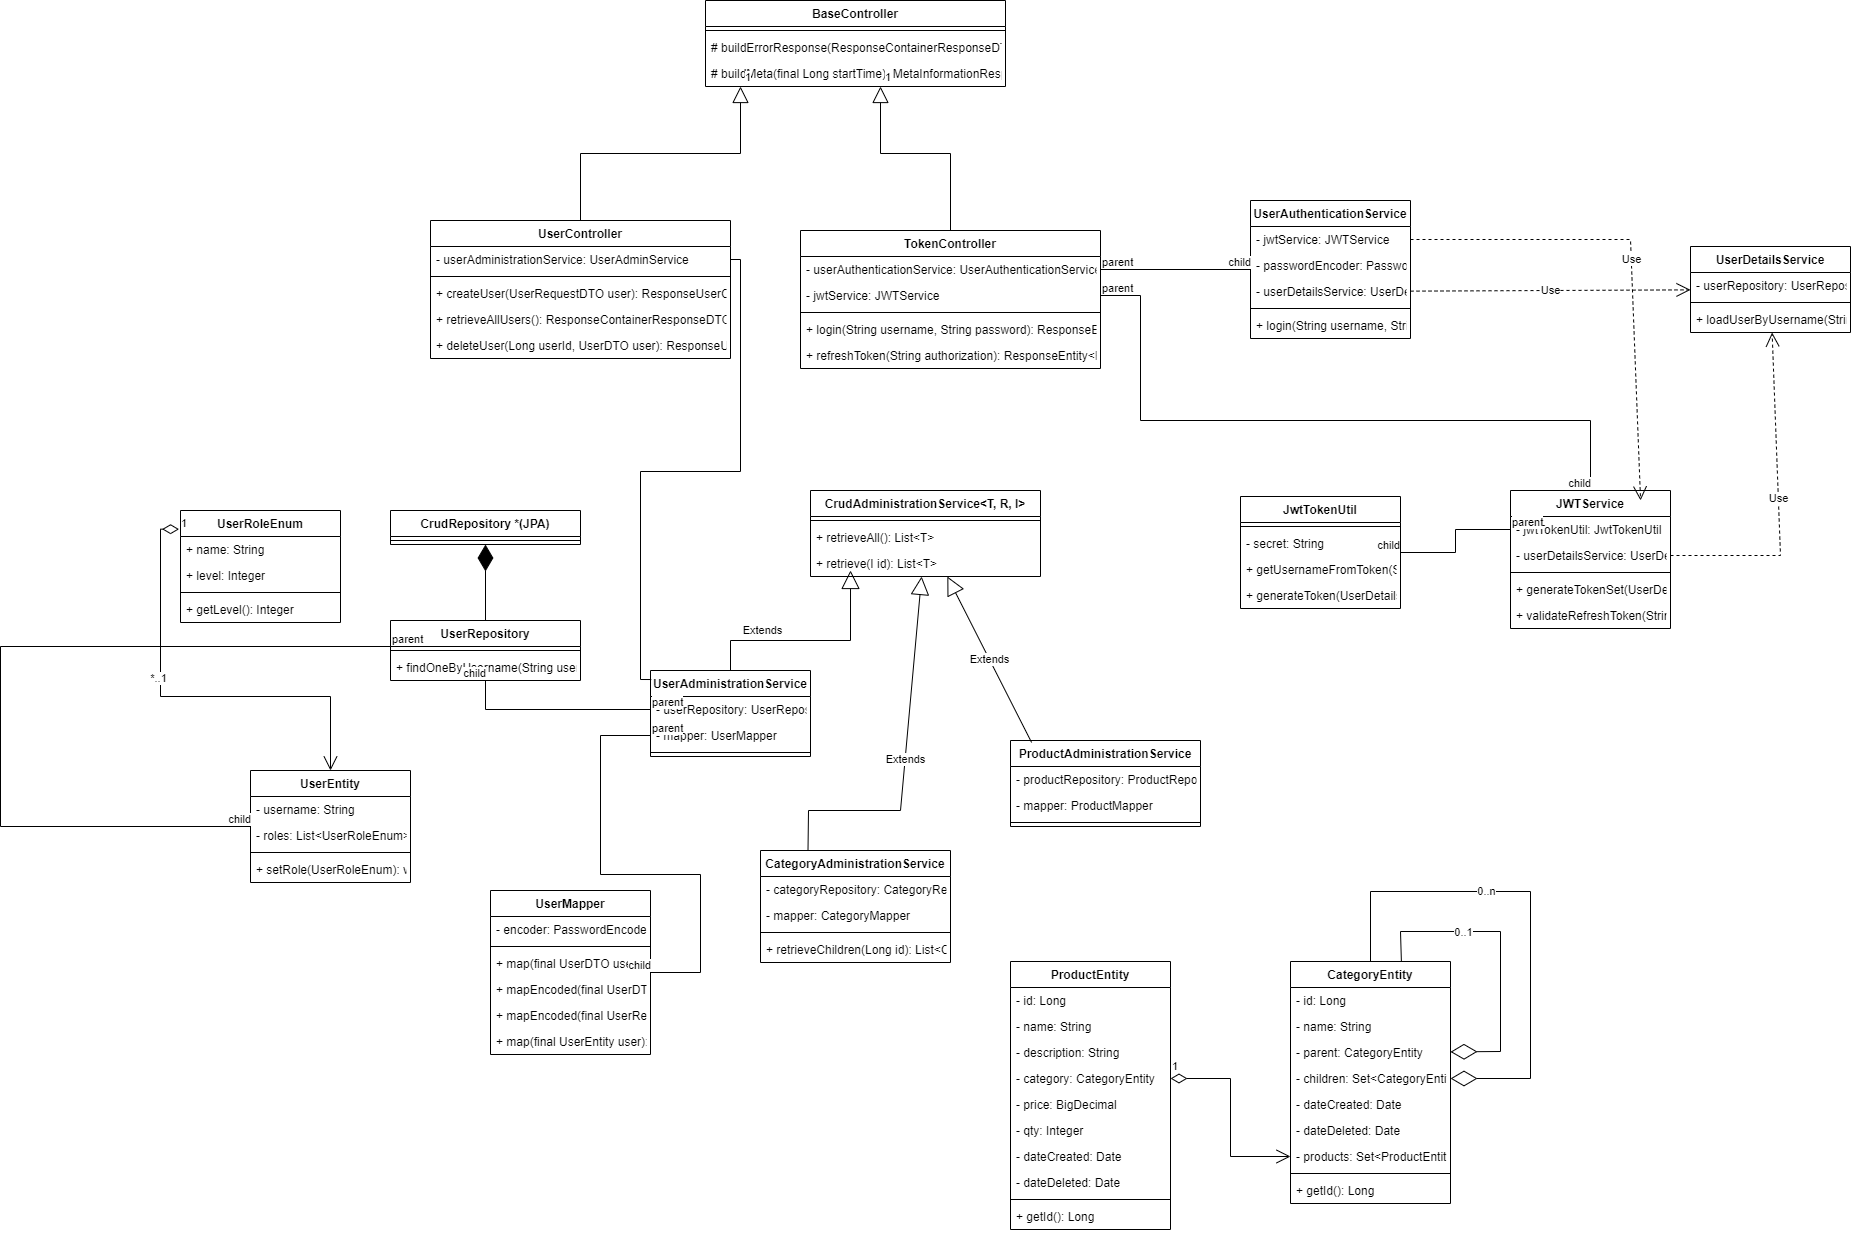 BaseController
# buildErrorResponse(ResponseContainerResponseD
# buildMeta(final Long startTime): MetaInformationRes
1
1
UserController
- userAdministrationService: UserAdminService
+ createUser(UserRequestDTO user): ResponseUserC
+ retrieveAllUsers(): ResponseContainerResponseDTO
+ deleteUser(Long userId, UserDTO user): ResponseU
TokenController
- userAuthenticationService: UserAuthenticationService
- jwtService: JWTService
+ login(String username, String password): ResponseE
+ refreshToken(String authorization): ResponseEntity<
parent
child
parent
child
UserAuthenticationService
- jwtService: JWTService
- passwordEncoder: Passwo
- userDetailsService: UserDe
+ login(String username, Str
Use
Use
Use
UserDetailsService
- userRepository: UserRepos
+ loadUserByUsername(Stri
UserRoleEnum
+ name: String
+ level: Integer
+ getLevel(): Integer
1
*..1
CrudRepository *(JPA)
UserRepository
+ findOneByUsername(String use
parent
child
CrudAdministrationService<T, R, I>
+ retrieveAll(): List<T>
+ retrieve(I id): List<T>
Extends
Extends
Extends
JwtTokenUtil
- secret: String
+ getUsernameFromToken(S
+ generateToken(UserDetail
child
JWTService
- jwtTokenUtil: JwtTokenUtil
- userDetailsService: UserDe
+ generateTokenSet(UserDe
+ validateRefreshToken(Strin
parent
UserAdministrationService
- userRepository: UserRepos
- mapper: UserMapper
parent
parent
ProductAdministrationService
- productRepository: ProductRepo
- mapper: ProductMapper
UserEntity
- username: String
- roles: List<UserRoleEnum>
+ setRole(UserRoleEnum): v
child
CategoryAdministrationService
- categoryRepository: CategoryRe
- mapper: CategoryMapper
+ retrieveChildren(Long id): List<C
UserMapper
- encoder: PasswordEncode
+ map(final UserDTO use
+ mapEncoded(final UserDT
+ mapEncoded(final UserRe
+ map(final UserEntity user):
child
ProductEntity
- id: Long
- name: String
- description: String
- category: CategoryEntity
- price: BigDecimal
- qty: Integer
- dateCreated: Date
- dateDeleted: Date
+ getId(): Long
1
0..n
0..1
CategoryEntity
- id: Long
- name: String
- parent: CategoryEntity
- children: Set<CategoryEnti
- dateCreated: Date
- dateDeleted: Date
- products: Set<ProductEntit
+ getId(): Long